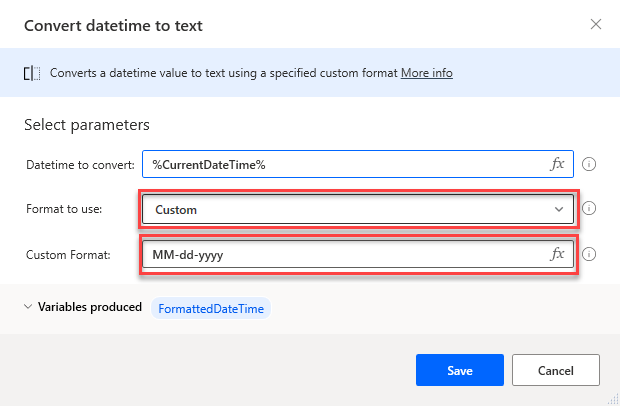 Convert datetime to text
Converts a datetime value to text using a specified custom format More info
Select parameters
Datetime to convert: %CurrentDateTime% fx
Format to use: Custom
Custom Format: MM-dd-yyyy fx
Variables produced FormattedDateTime
Save Cancel